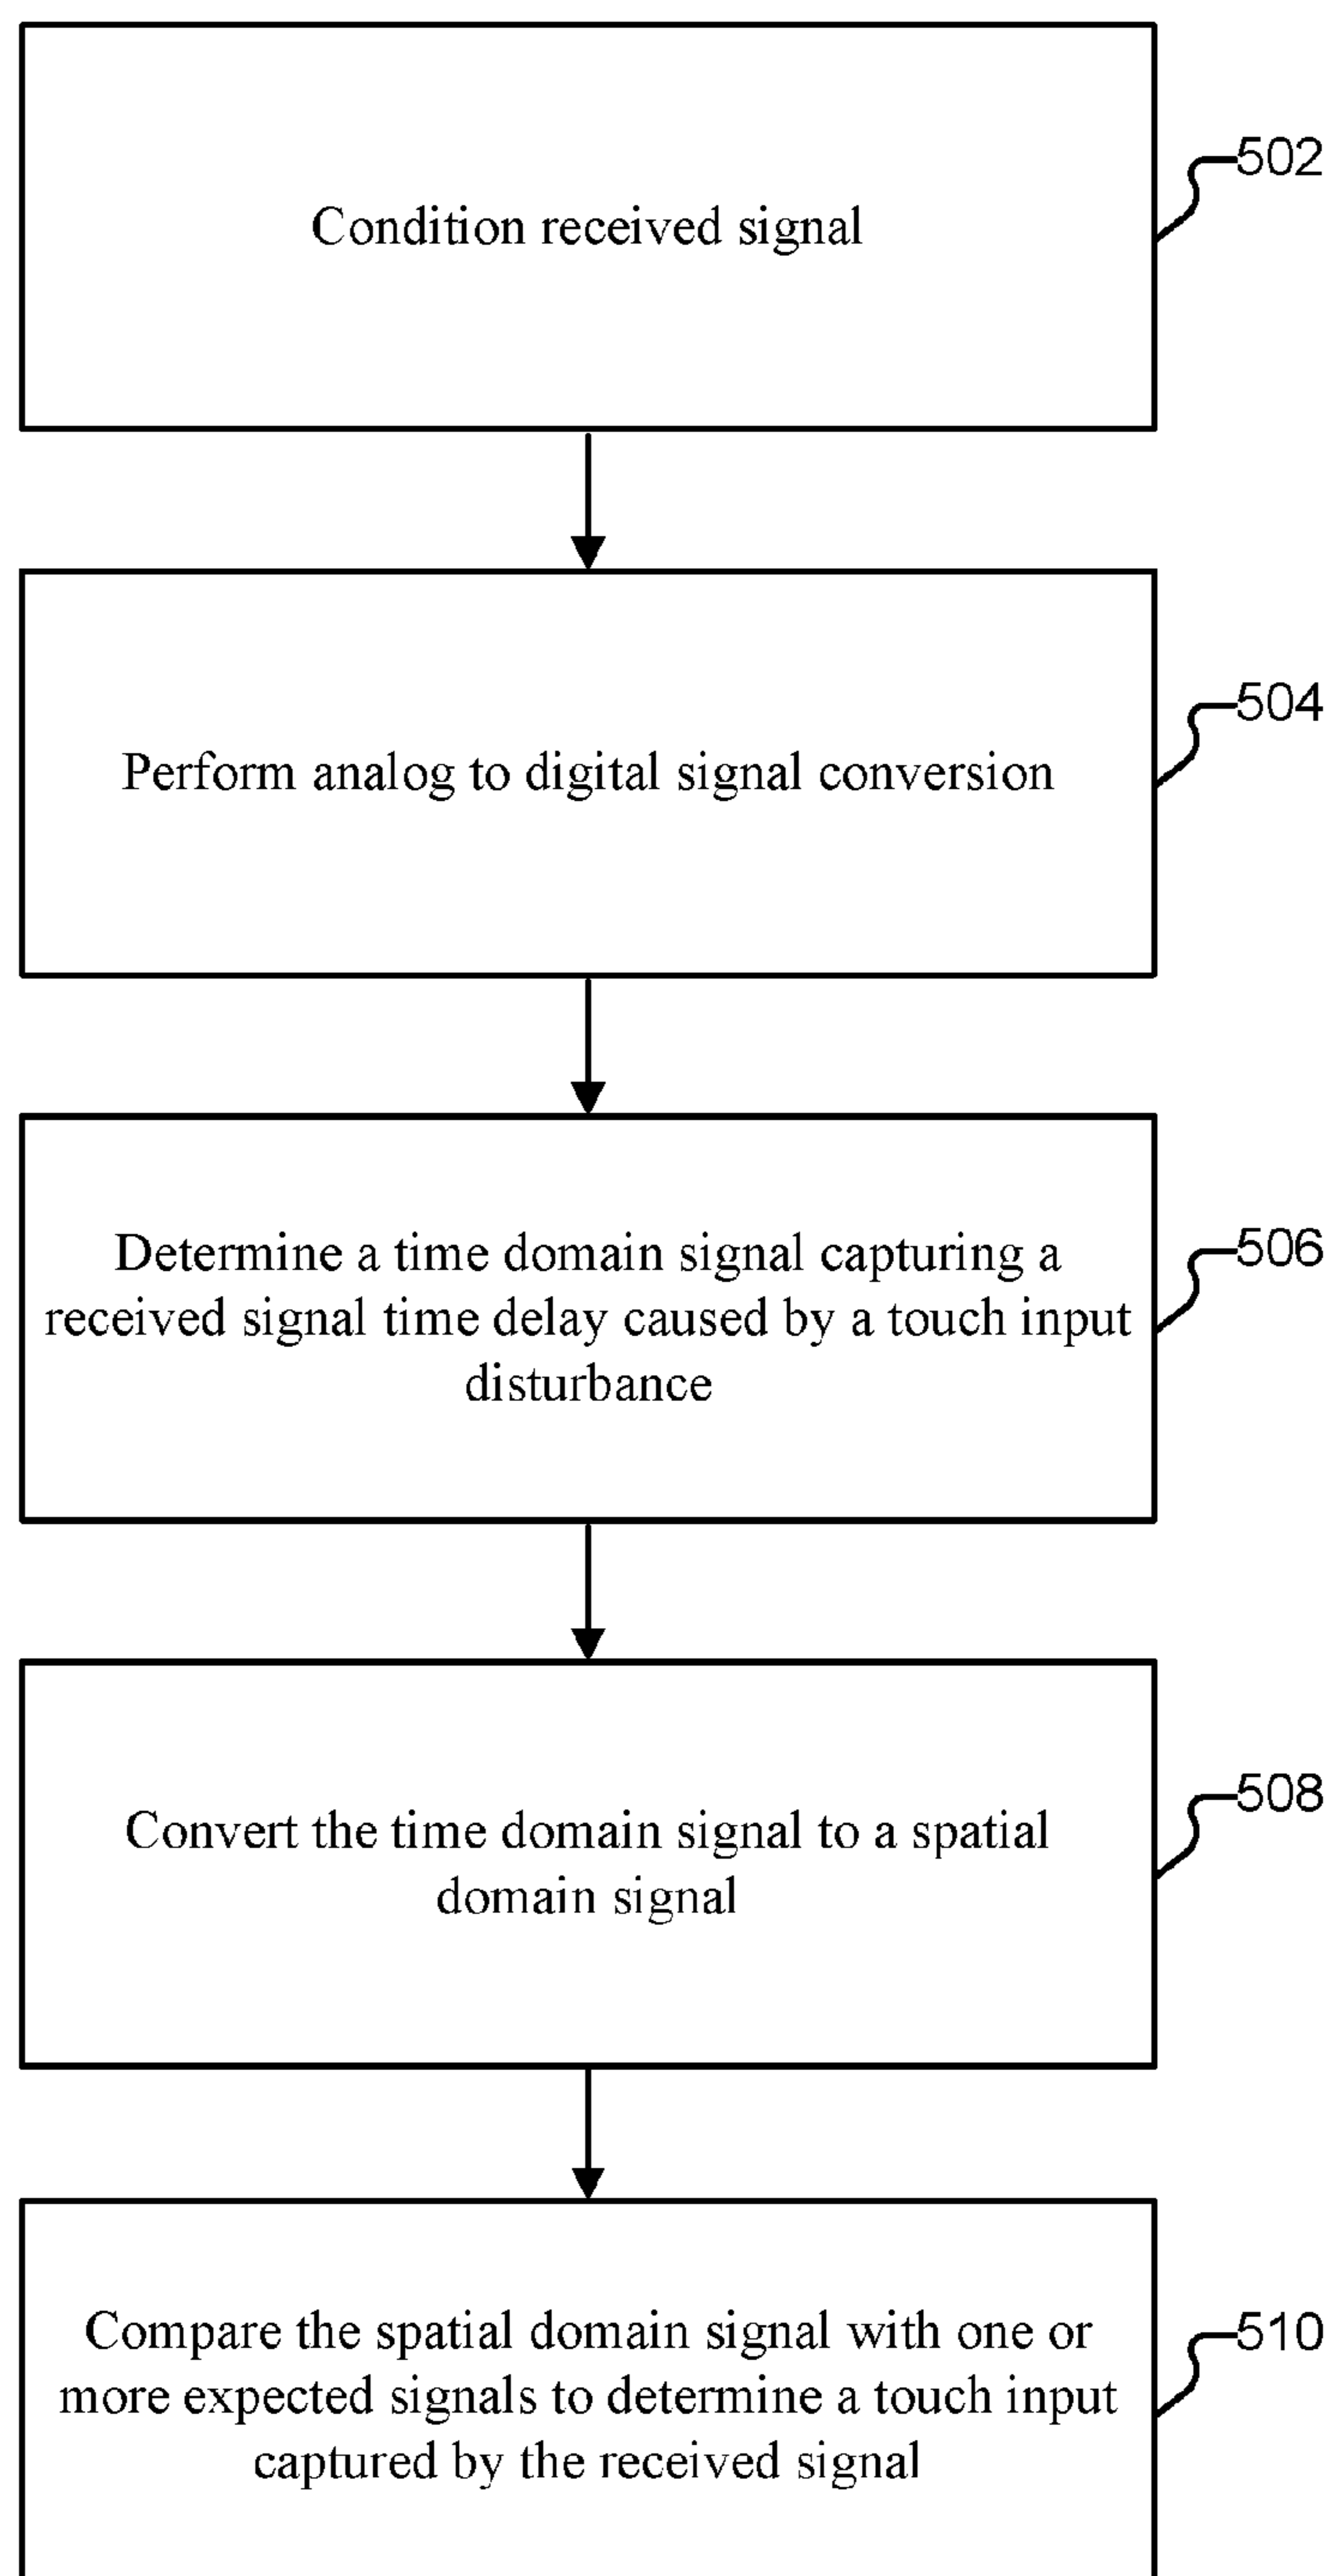 Condition received signal
502
Perform analog to digital signal conversion
504
Determine a time domain signal capturing a
received signal time delay caused by a touch input
disturbance
506
Convert the time domain signal to a spatial
domain signal
508
Compare the spatial domain signal with one or
more expected signals to determine a touch input
captured by the received signal
510